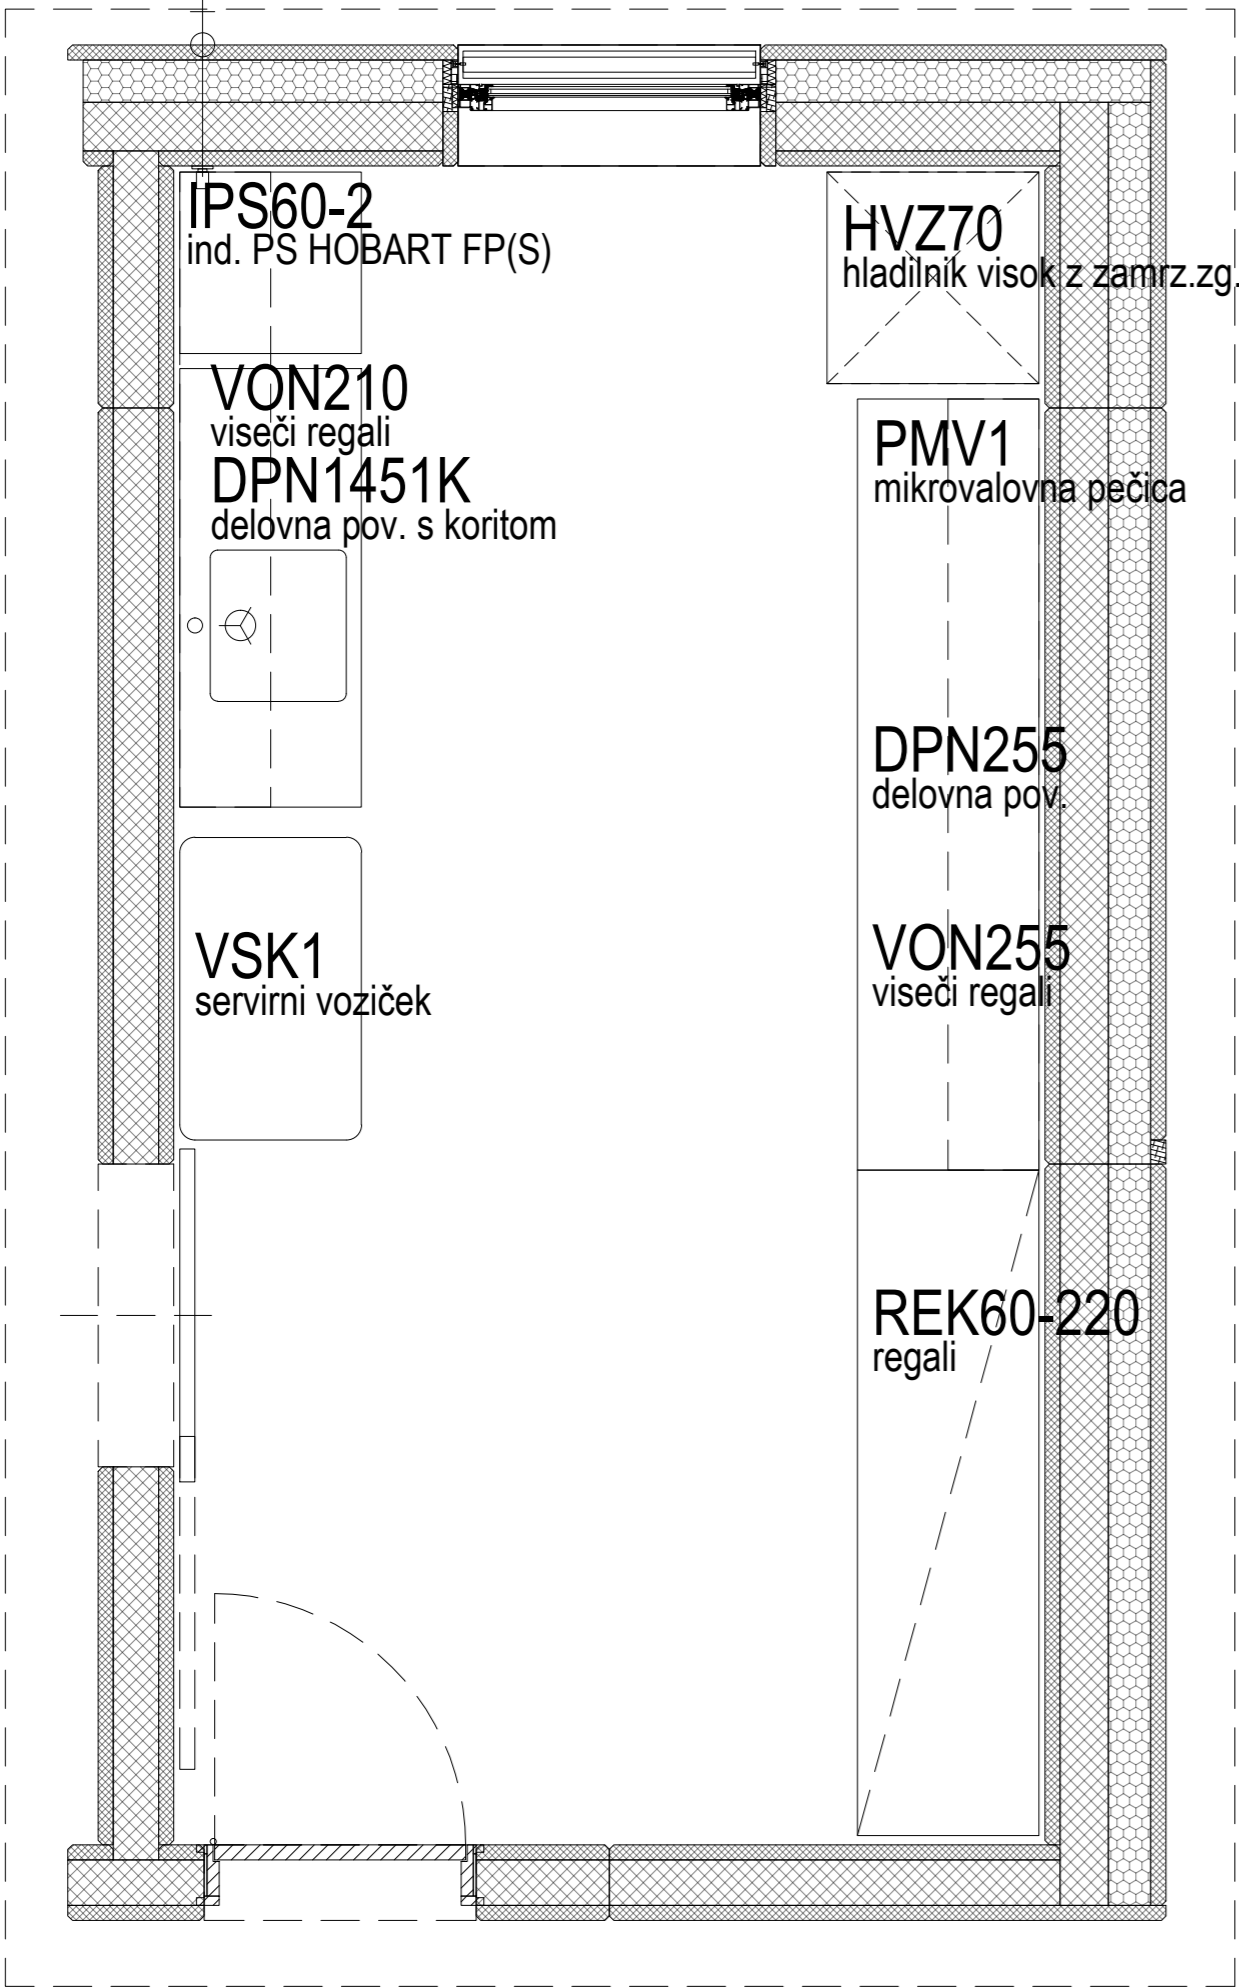 IPS60-2
ind. PS HOBART FP(S)
VON210
viseči regali
DPN1451K
delovna pov. s koritom
VSK1
servirni voziček
HVZ70
hladilnik visok z zamrz.zg.
PMV1
mikrovalovna pečica
DPN255
delovna pov.
VON255
viseči regali
REK60-220
regali